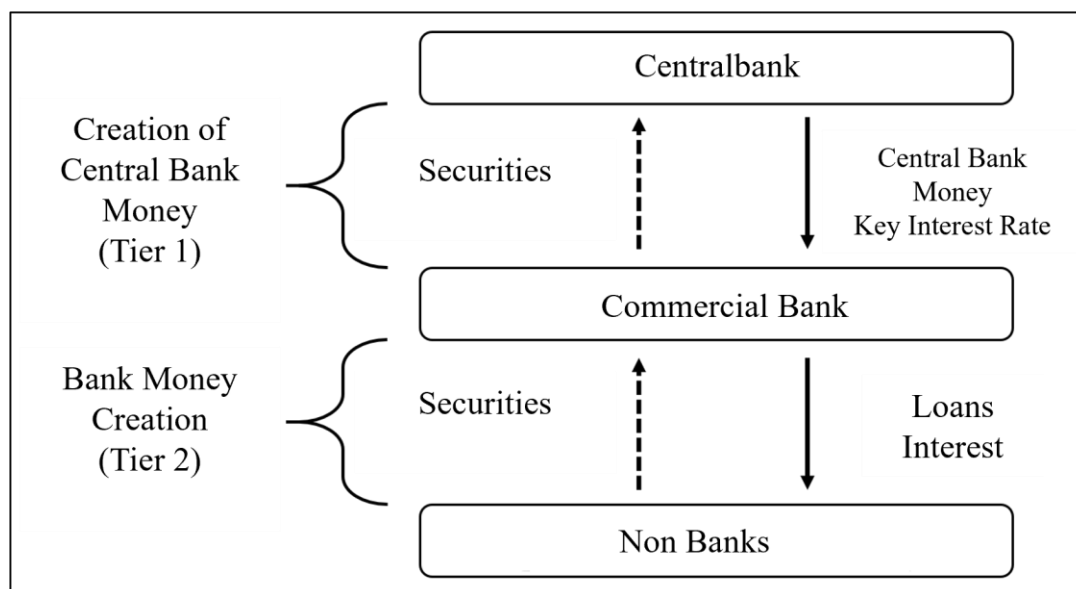 Centralbank
Creation of
Central Bank
Money
(Tier 1)
Securities
Central Bank
Money
Key Interest Rate
Commercial Bank
Bank Money
Creation
(Tier 2)
Securities
Loans
Interest
Non Banks